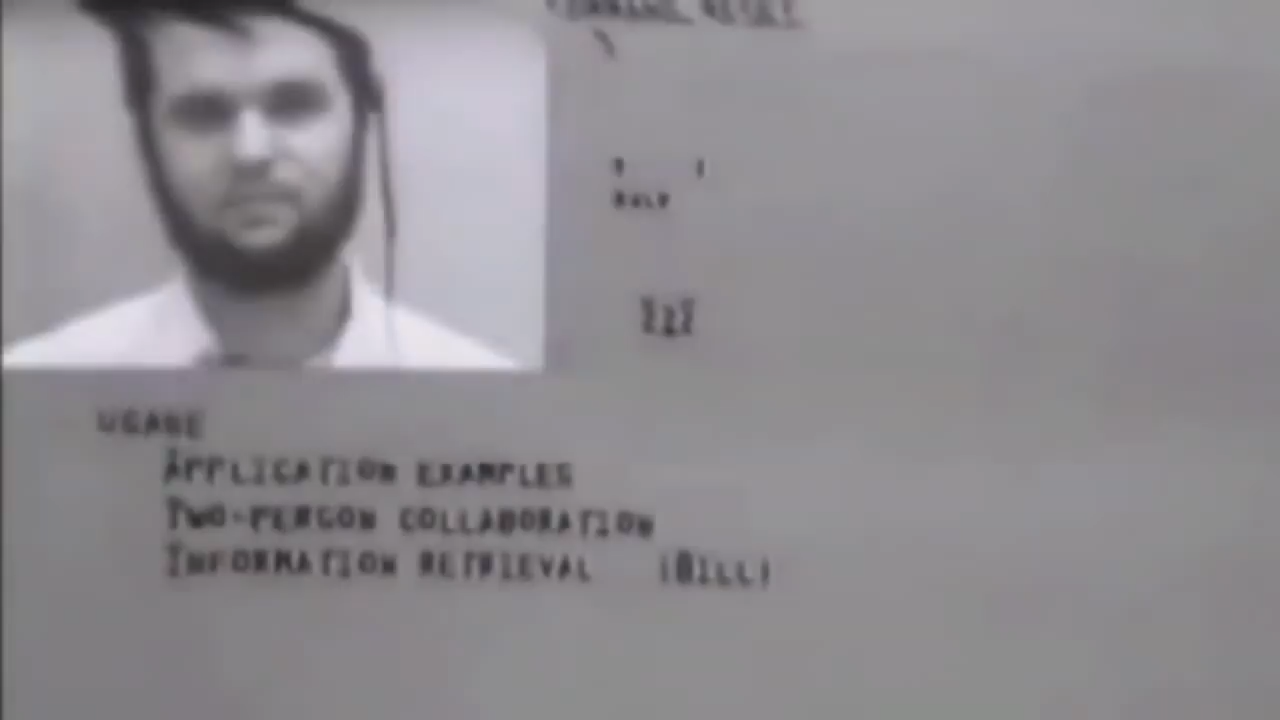 USAGE
APPLICATION EXAMPLES
TWO-PERSON COLLABORATION
INFORMATION RETRIEVAL (BILL)